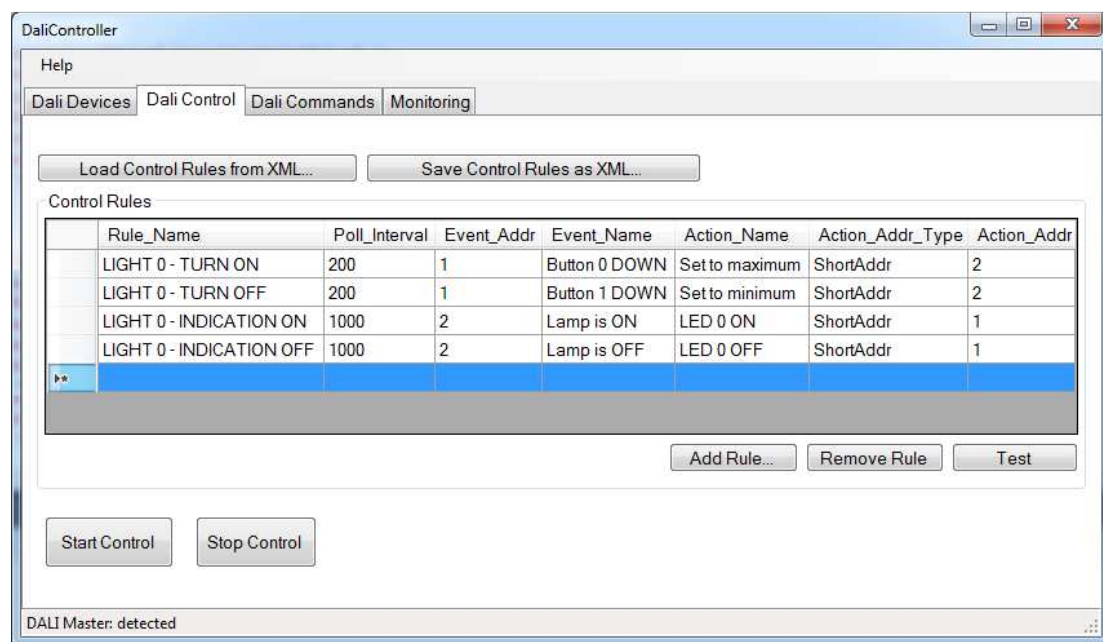 DaliController
Help
Dali Devices Dali Control Dali Commands Monitoring
Load Control Rules from XML... Save Control Rules as XML...
Control Rules
Rule_Name Poll_Interval Event_Addr Event_Name Action_Name Action_Addr_Type Action_Addr
LIGHT 0 - TURN ON 200 1 Button 0 DOWN Set to maximum ShortAddr 2
LIGHT 0 - TURN OFF 200 1 Button 1 DOWN Set to minimum ShortAddr 2
LIGHT 0 - INDICATION ON 1000 2 Lamp is ON LED 0 ON ShortAddr 1
LIGHT 0 - INDICATION OFF 1000 2 Lamp is OFF LED 0 OFF ShortAddr 1
Add Rule... Remove Rule Test
Start Control Stop Control
DALI Master: detected